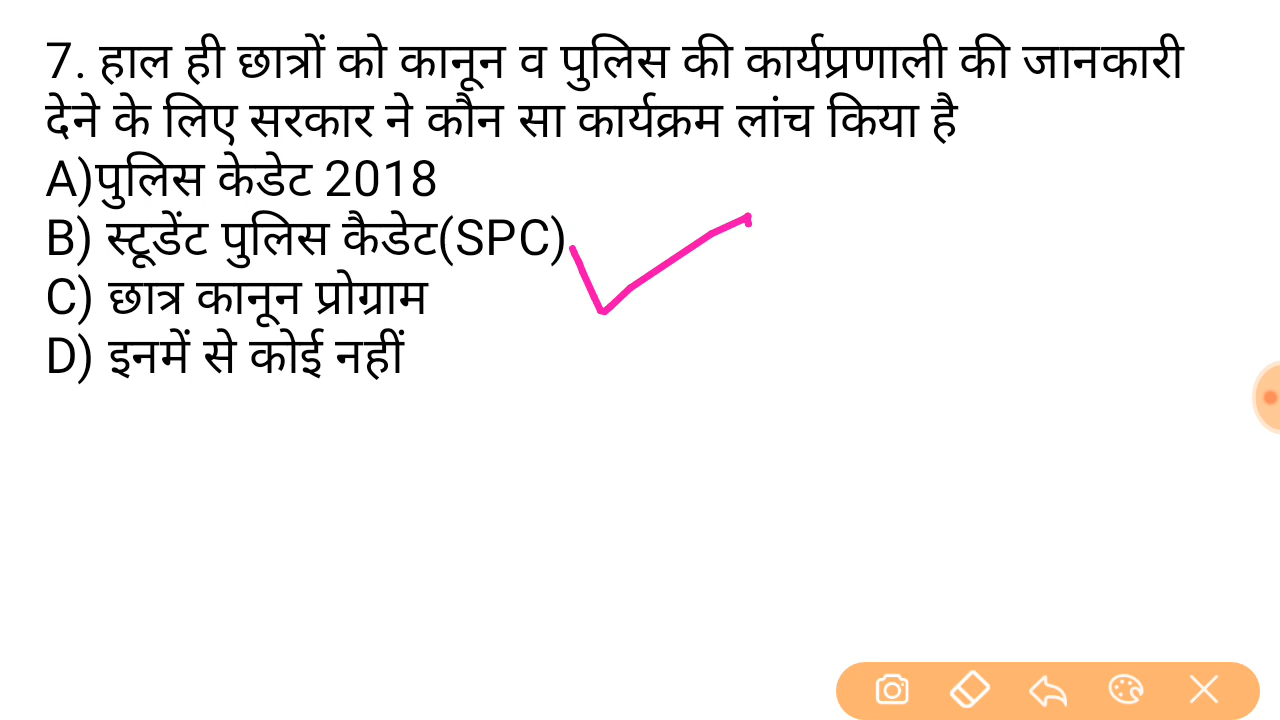 7. हाल ही छात्रों को कानून व पुलिस की कार्यप्रणाली की जानकारी
देने के लिए सरकार ने कौन सा कार्यक्रम लांच किया है
A)पुलिस केडेट 2018
B) स्टूडेंट पुलिस कैडेट(SPC)
C) छात्र कानून प्रोग्राम
D) इनमें से कोई नहीं